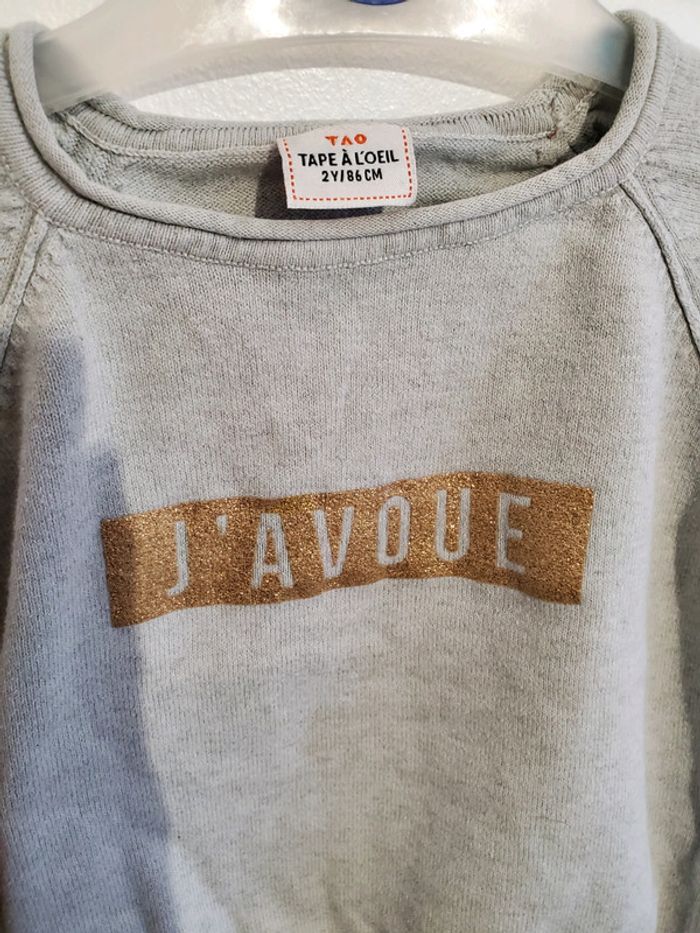 TAO
TAPE À L'OEIL
2Y/86CM
J'AVOUE